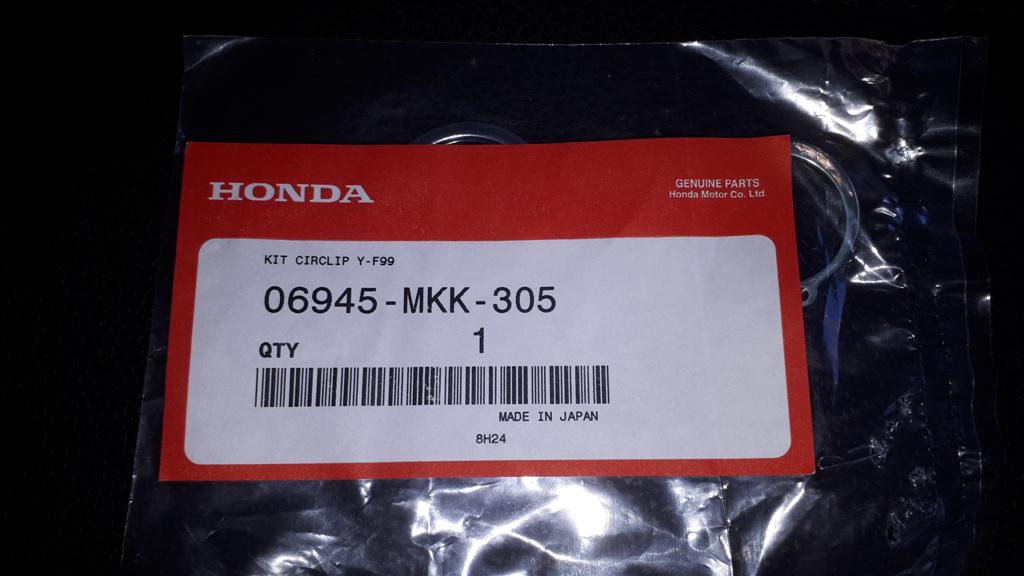 HONDA
GENUINE PARTS
Honda Motor Co. Ltd.
KIT CIRCLIP Y-F99
06945-MKK-305
QTY 1
MADE IN JAPAN
8H24